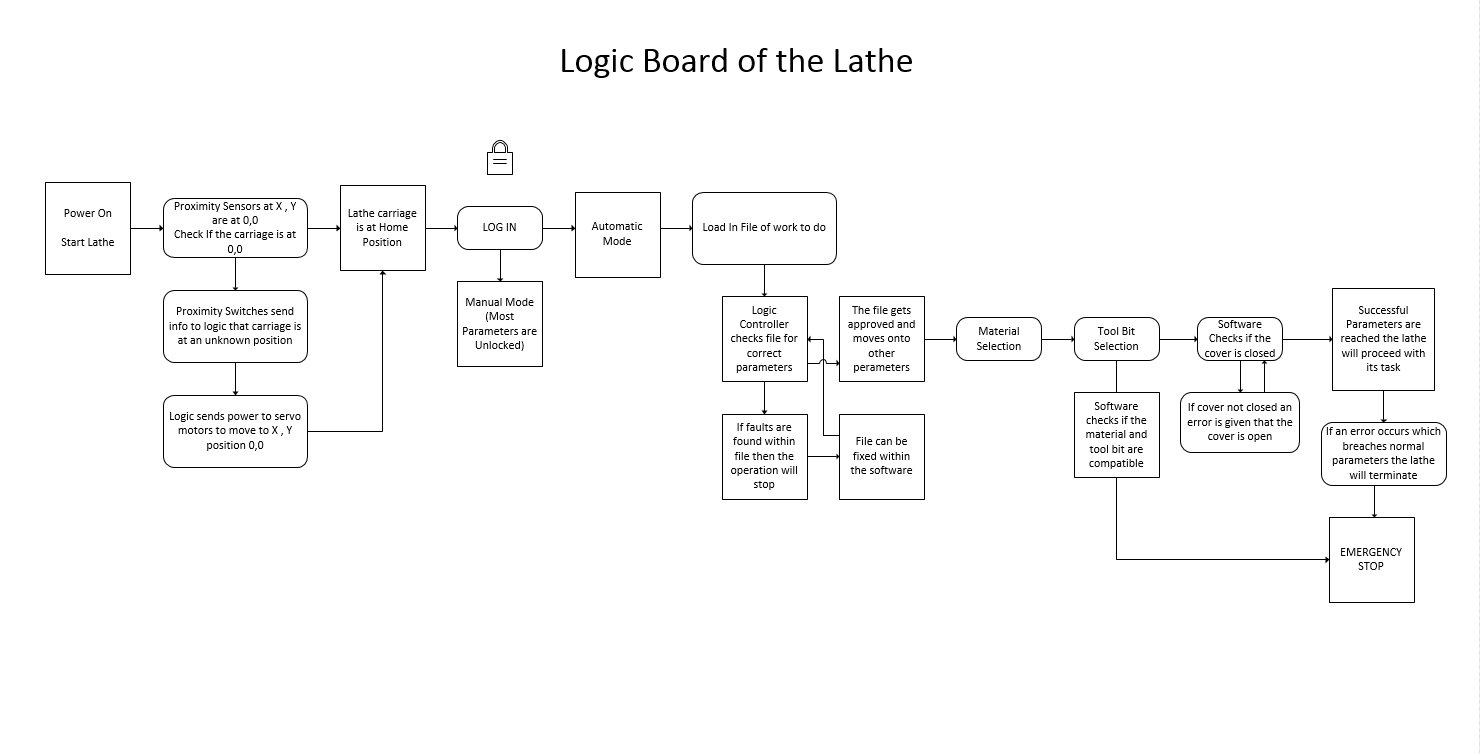 Logic Board of the Lathe
Power On
Start Lathe
Proximity Sensors at X , Y
are at 0,0
Check If the carriage is at
0,0
Proximity Switches send
info to logic that carriage is
at an unknown position
Logic sends power to servo
motors to move to X , Y
position 0,0
Lathe carriage
is at Home
Position
LOG IN
Manual Mode
(Most
Parameters are
Unlocked)
Automatic
Mode
Load In File of work to do
Logic
Controller
checks file for
correct
parameters
If faults are
found within
file then the
operation will
stop
File can be
fixed within
the software
The file gets
approved and
moves onto
other
perameters
Material
Selection
Tool Bit
Selection
Software
checks if the
material and
tool bit are
compatible
Software
Checks if the
cover is closed
If cover not closed an
error is given that the
cover is open
Successful
Parameters are
reached the lathe
will proceed with
its task
If an error occurs which
breaches normal
parameters the lathe
will terminate
EMERGENCY
STOP